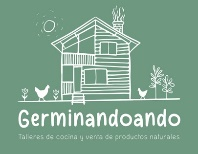 Germinandoando
Talleres de cocina y venta de productos naturales